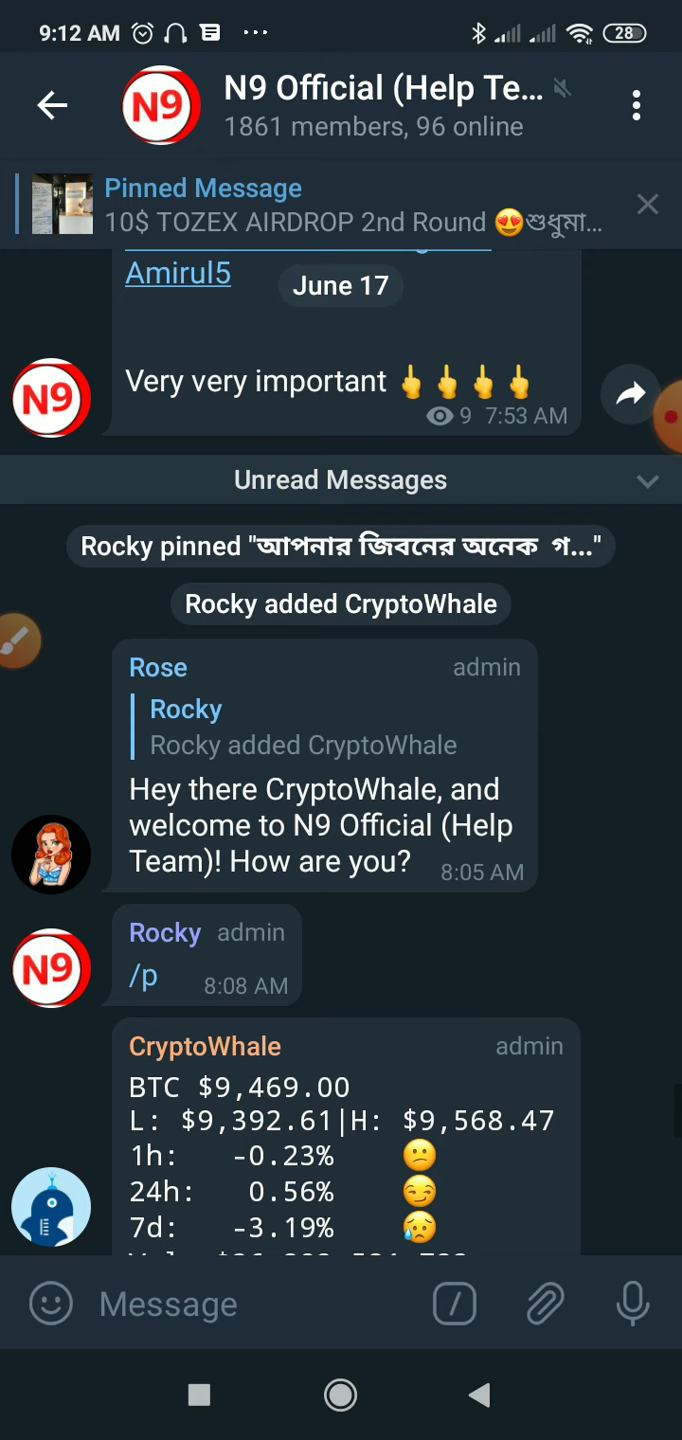 9:12 AM
28
N9
N9 Official (Help Te...
1861 members, 96 online
Pinned Message
10$ TOZEX AIRDROP 2nd Round 😍শুধুমা...
Amirul5
June 17
Very very important 🖕🖕🖕🖕
9 7:53 AM
N9
Unread Messages
Rocky pinned "আপনার জিবনের অনেক গ..."
Rocky added CryptoWhale
Rose admin
Rocky
Rocky added CryptoWhale
Hey there CryptoWhale, and
welcome to N9 Official (Help
Team)! How are you?
8:05 AM
Rocky admin
/p 8:08 AM
N9
CryptoWhale admin
BTC $9,469.00
L: $9,392.61|H: $9,568.47
1h: -0.23% 😕
24h: 0.56% 😏
7d: -3.19% 😥
Message